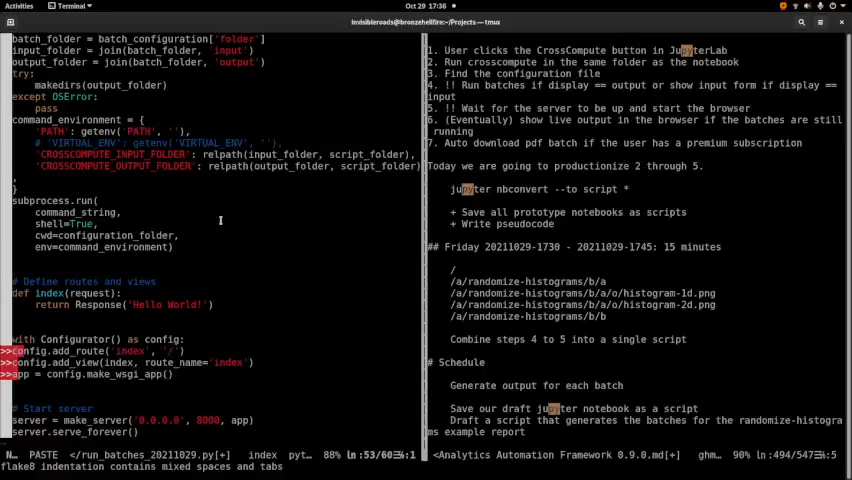 Activities
Terminal
Oct 29 17:36
invisibleroads@bronzehellfire:~/Projects — tmux
batch_folder = batch_configuration['folder']
input_folder = join(batch_folder, 'input')
output_folder = join(batch_folder, 'output')
try:
makedirs(output_folder)
except OSError:
pass
command_environment = {
'PATH': getenv('PATH', ''),
# 'VIRTUAL_ENV': getenv('VIRTUAL_ENV', ''),
'CROSSCOMPUTE_INPUT_FOLDER': relpath(input_folder, script_folder),
'CROSSCOMPUTE_OUTPUT_FOLDER': relpath(output_folder, script_folder)
,
}
subprocess.run(
command_string,
shell=True,
cwd=configuration_folder,
env=command_environment)
# Define routes and views
def index(request):
return Response('Hello World!')
with Configurator() as config:
>>config.add_route('index', '/')
>>config.add_view(index, route_name='index')
>>app = config.make_wsgi_app()
# Start server
server = make_server('0.0.0.0', 8000, app)
server.serve_forever()
~
N… PASTE </run_batches_20211029.py[+] index pyt… 88% ln:53/60≡℅:1
flake8 indentation contains mixed spaces and tabs
1. User clicks the CrossCompute button in JupyterLab
2. Run crosscompute in the same folder as the notebook
3. Find the configuration file
4. !! Run batches if display == output or show input form if display ==
input
5. !! Wait for the server to be up and start the browser
6. (Eventually) show live output in the browser if the batches are still
running
7. Auto download pdf batch if the user has a premium subscription
Today we are going to productionize 2 through 5.
jupyter nbconvert --to script *
+ Save all prototype notebooks as scripts
+ Write pseudocode
## Friday 20211029-1730 - 20211029-1745: 15 minutes
/
/a/randomize-histograms/b/a
/a/randomize-histograms/b/a/o/histogram-1d.png
/a/randomize-histograms/b/a/o/histogram-2d.png
/a/randomize-histograms/b/b
Combine steps 4 to 5 into a single script
# Schedule
Generate output for each batch
Save our draft jupyter notebook as a script
Draft a script that generates the batches for the randomize-histogra
ms example report
<Analytics Automation Framework 0.9.0.md[+] ghm… 90% ln:494/547≡℅:5